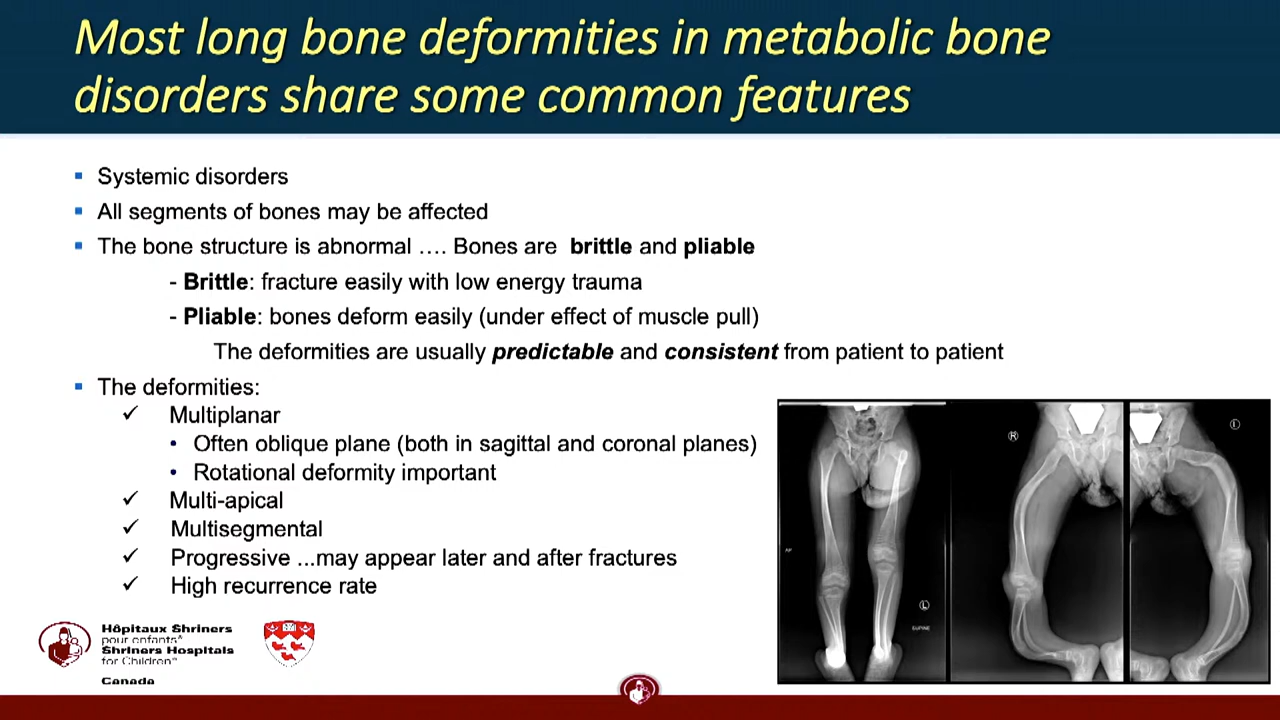 Most long bone deformities in metabolic bone
disorders share some common features
Systemic disorders
All segments of bones may be affected
The bone structure is abnormal …. Bones are brittle and pliable
- Brittle: fracture easily with low energy trauma
- Pliable: bones deform easily (under effect of muscle pull)
The deformities are usually predictable and consistent from patient to patient
The deformities:
Multiplanar
Often oblique plane (both in sagittal and coronal planes)
Rotational deformity important
Multi-apical
Multisegmental
Progressive ...may appear later and after fractures
High recurrence rate
AP
L
SUPINE
R
Hôpitaux Shriners
pour enfants
Shriners Hospitals
for Children
Canada